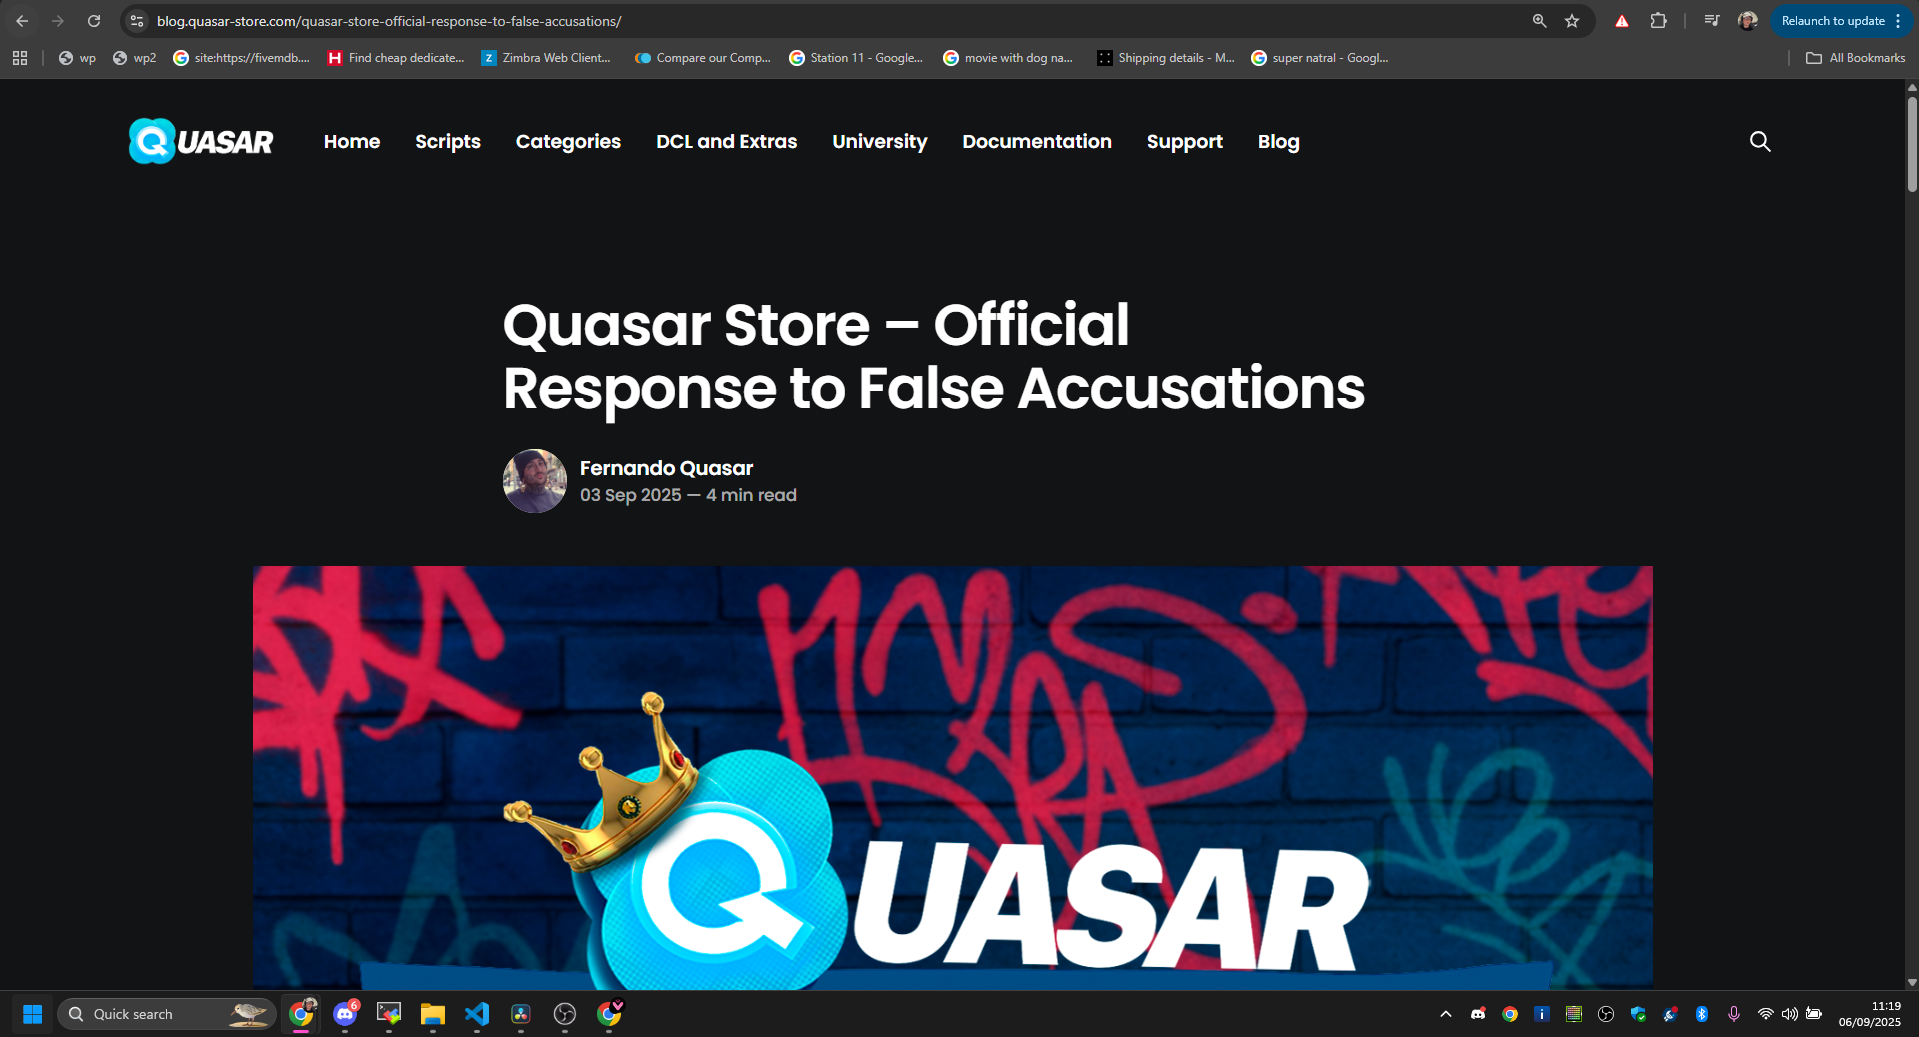 blog.quasar-store.com/quasar-store-official-response-to-false-accusations/
Relaunch to update
wp
wp2
site:https://fivemdb....
Find cheap dedicate...
Zimbra Web Client...
Compare our Comp...
Station 11 - Google...
movie with dog na...
Shipping details - M...
super natral - Googl...
All Bookmarks
QUASAR
Home
Scripts
Categories
DCL and Extras
University
Documentation
Support
Blog
Quasar Store – Official
Response to False Accusations
Fernando Quasar
03 Sep 2025 — 4 min read
QUASAR
Quick search
6
11:19
06/09/2025